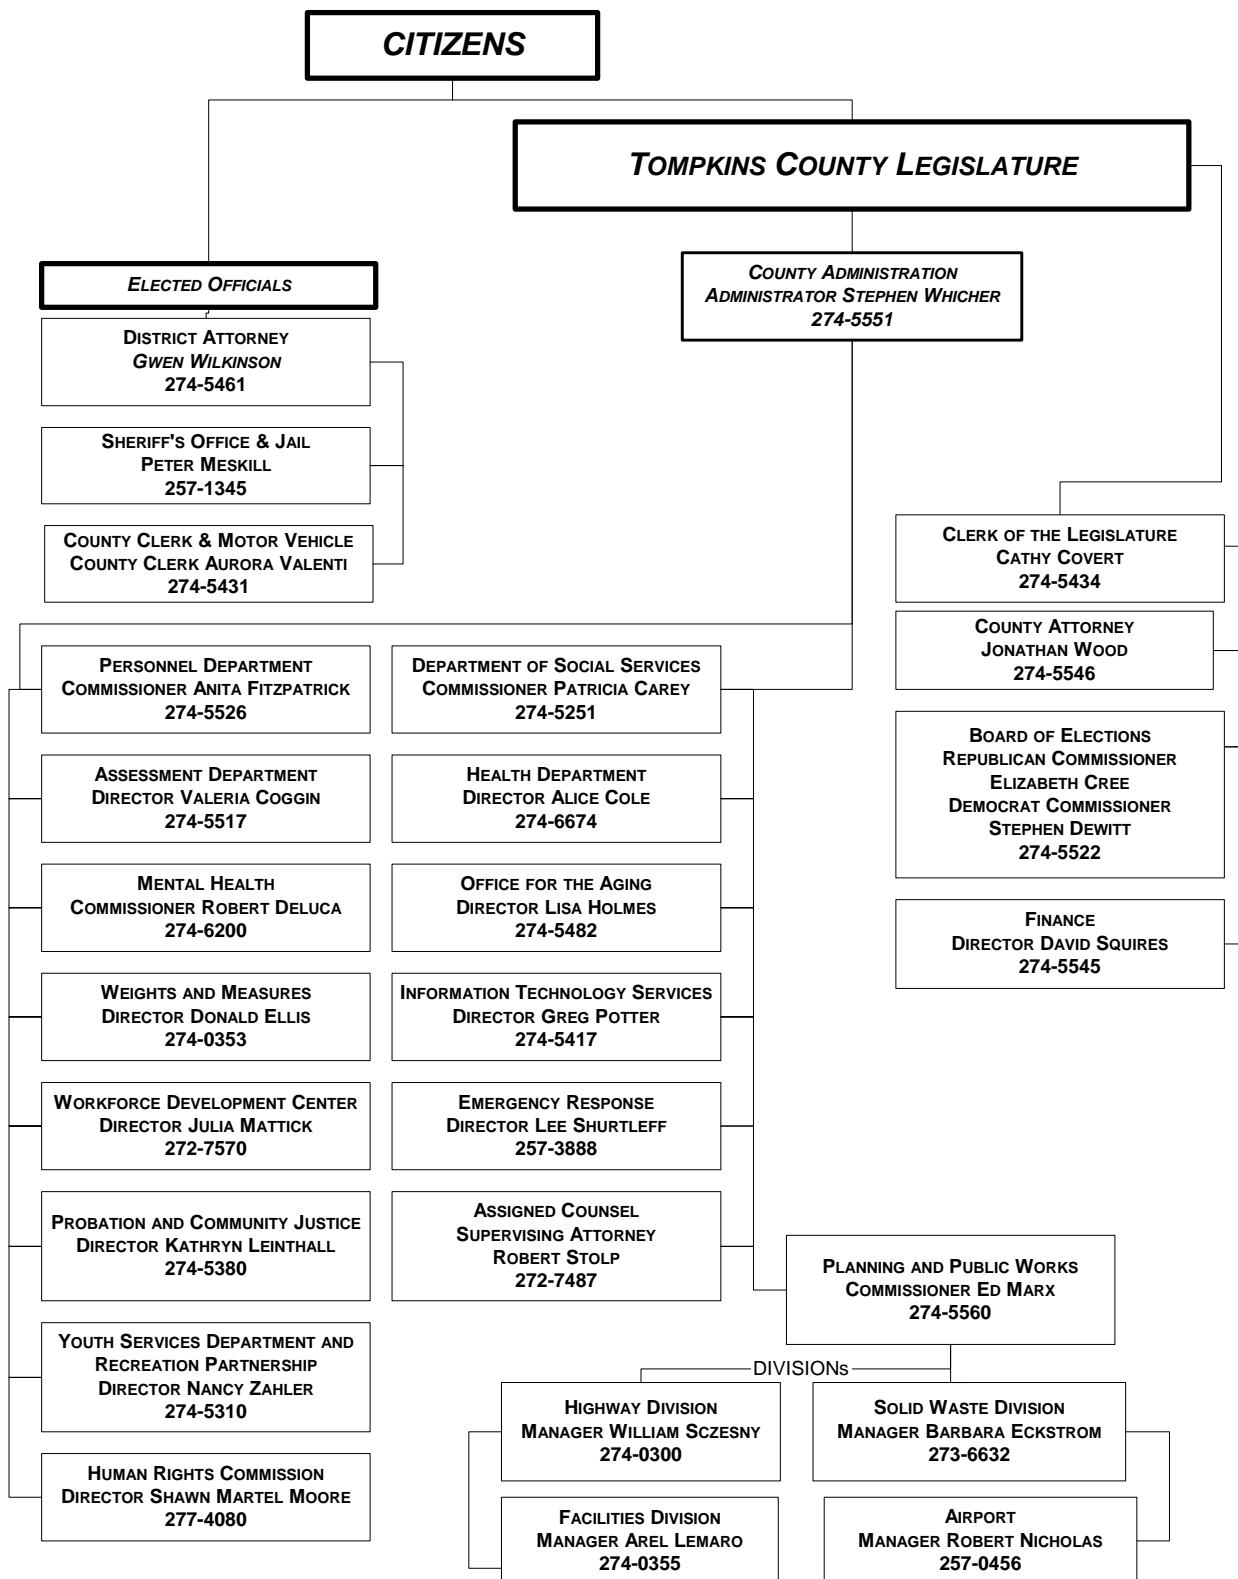 CITIZENS
TOMPKINS COUNTY LEGISLATURE
ELECTED OFFICIALS
COUNTY ADMINISTRATION
ADMINISTRATOR STEPHEN WHICHER
274-5551
DISTRICT ATTORNEY
GWEN WILKINSON
274-5461
SHERIFF'S OFFICE & JAIL
PETER MESKILL
257-1345
COUNTY CLERK & MOTOR VEHICLE
COUNTY CLERK AURORA VALENTI
274-5431
CLERK OF THE LEGISLATURE
CATHY COVERT
274-5434
COUNTY ATTORNEY
JONATHAN WOOD
274-5546
BOARD OF ELECTIONS
REPUBLICAN COMMISSIONER
ELIZABETH CREE
DEMOCRAT COMMISSIONER
STEPHEN DEWITT
274-5522
FINANCE
DIRECTOR DAVID SQUIRES
274-5545
PERSONNEL DEPARTMENT
COMMISSIONER ANITA FITZPATRICK
274-5526
DEPARTMENT OF SOCIAL SERVICES
COMMISSIONER PATRICIA CAREY
274-5251
ASSESSMENT DEPARTMENT
DIRECTOR VALERIA COGGIN
274-5517
HEALTH DEPARTMENT
DIRECTOR ALICE COLE
274-6674
MENTAL HEALTH
COMMISSIONER ROBERT DELUCA
274-6200
OFFICE FOR THE AGING
DIRECTOR LISA HOLMES
274-5482
WEIGHTS AND MEASURES
DIRECTOR DONALD ELLIS
274-0353
INFORMATION TECHNOLOGY SERVICES
DIRECTOR GREG POTTER
274-5417
WORKFORCE DEVELOPMENT CENTER
DIRECTOR JULIA MATTICK
272-7570
EMERGENCY RESPONSE
DIRECTOR LEE SHURTLEFF
257-3888
PROBATION AND COMMUNITY JUSTICE
DIRECTOR KATHRYN LEINTHALL
274-5380
ASSIGNED COUNSEL
SUPERVISING ATTORNEY
ROBERT STOLP
272-7487
PLANNING AND PUBLIC WORKS
COMMISSIONER ED MARX
274-5560
YOUTH SERVICES DEPARTMENT AND
RECREATION PARTNERSHIP
DIRECTOR NANCY ZAHLER
274-5310
HUMAN RIGHTS COMMISSION
DIRECTOR SHAWN MARTEL MOORE
277-4080
DIVISIONs
HIGHWAY DIVISION
MANAGER WILLIAM SCZESNY
274-0300
SOLID WASTE DIVISION
MANAGER BARBARA ECKSTROM
273-6632
FACILITIES DIVISION
MANAGER AREL LEMARO
274-0355
AIRPORT
MANAGER ROBERT NICHOLAS
257-0456